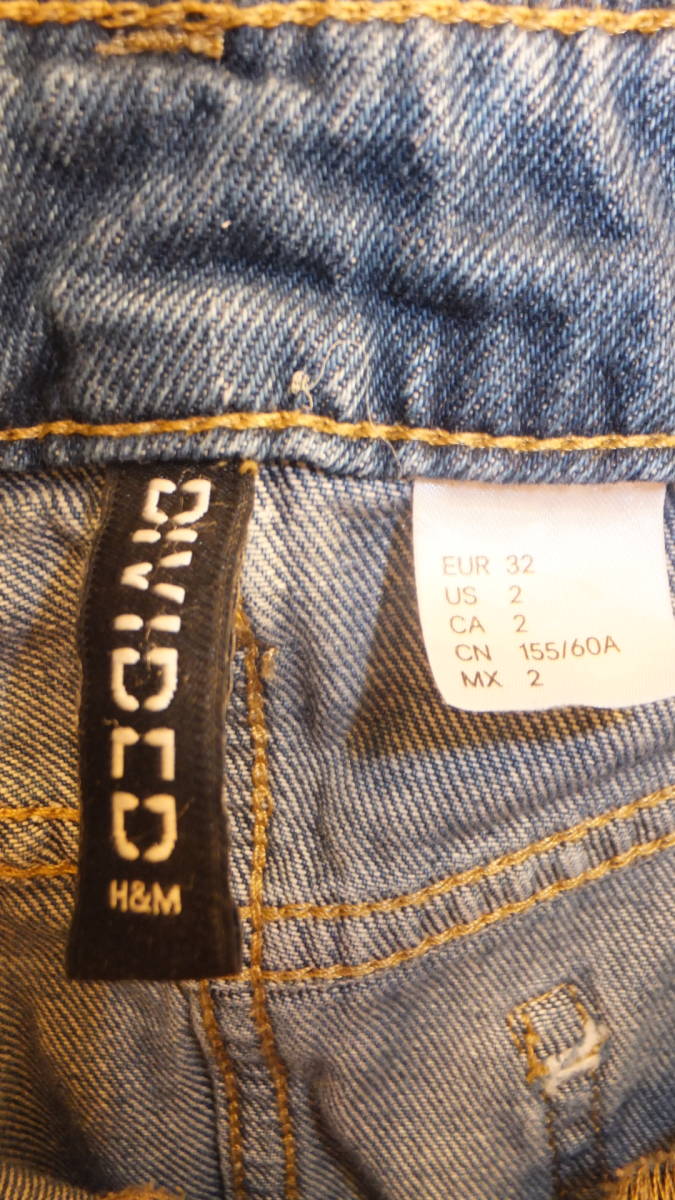 DIVIDED
H&M
EUR 32
US 2
CA 2
CN 155/60A
MX 2